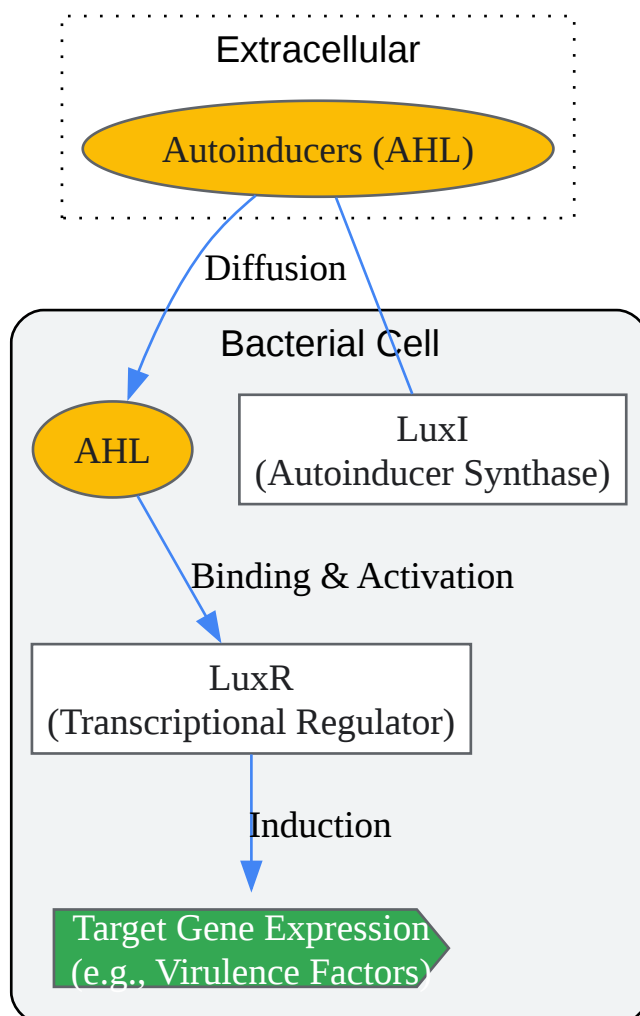 Extracellular
Autoinducers (AHL)
Diffusion
Bacterial Cell
AHL
LuxI
(Autoinducer Synthase)
Binding & Activation
LuxR
(Transcriptional Regulator)
Induction
Target Gene Expression
(e.g., Virulence Factors)